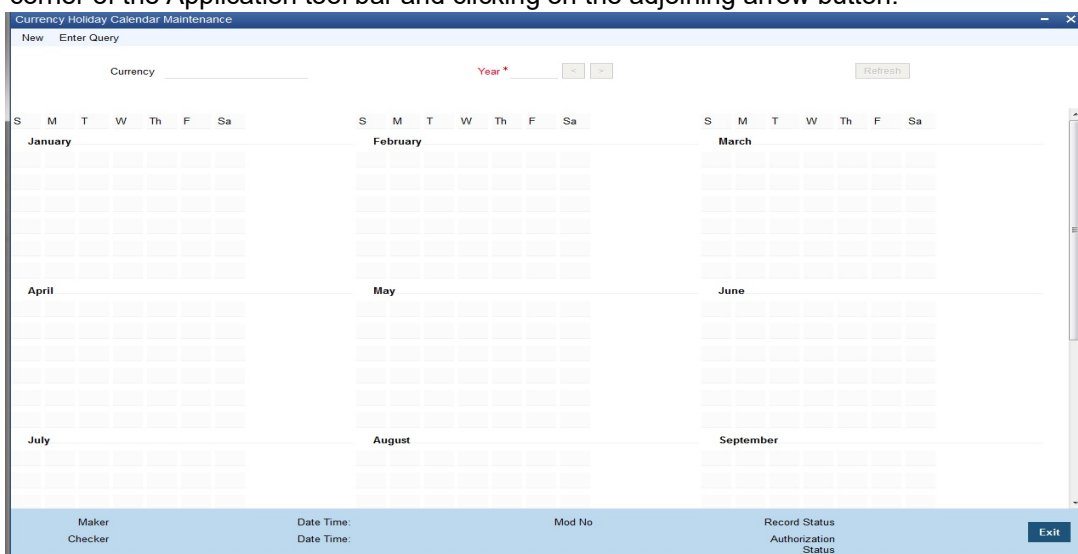 corner of the Application tool bar and clicking on the adjoining arrow button.
Currency Holiday Calendar Maintenance
New Enter Query
Currency Year * < > Refresh
S M T W Th F Sa S M T W Th F Sa S M T W Th F Sa
January February March
April May June
July August September
Maker Date Time: Mod No Record Status
Checker Date Time: Authorization
Status
Exit